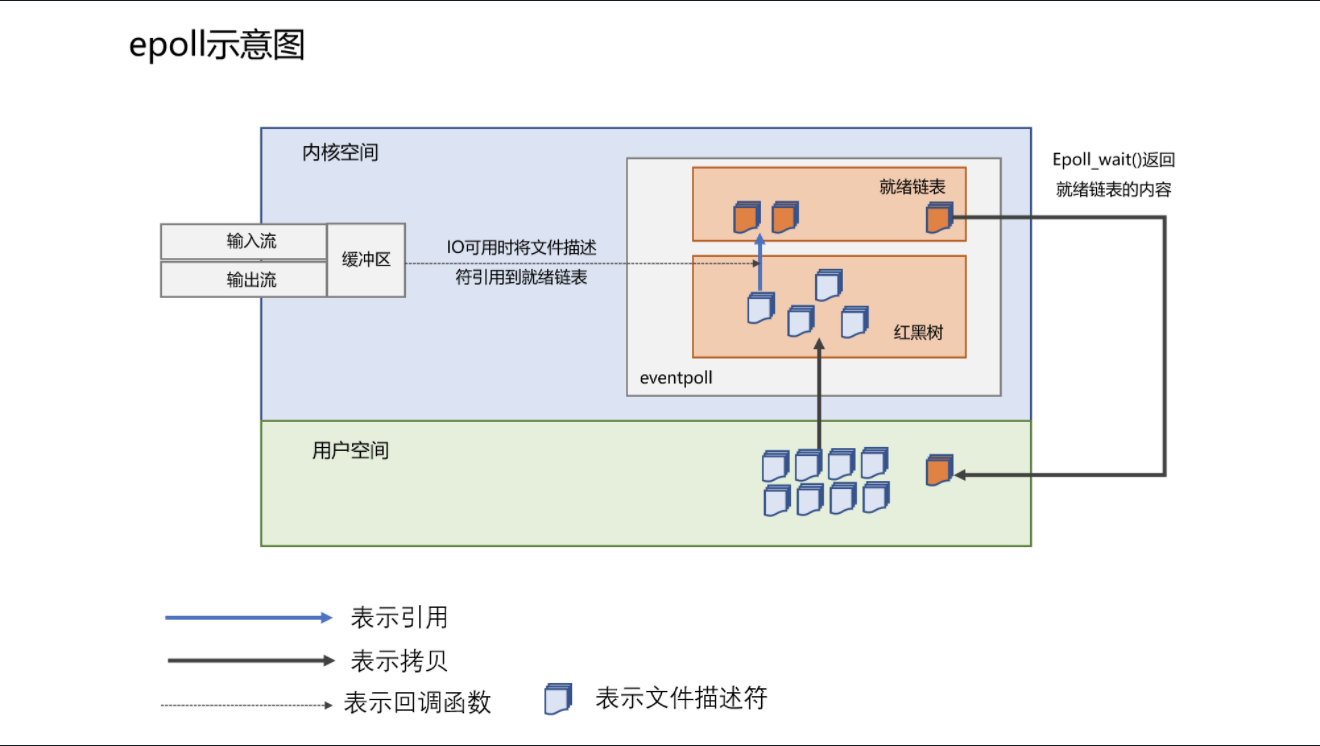 epoll示意图
内核空间
输入流
输出流
缓冲区
IO可用时将文件描述
符引用到就绪链表
就绪链表
红黑树
eventpoll
Epoll_wait()返回
就绪链表的内容
用户空间
表示引用
表示拷贝
表示回调函数
表示文件描述符